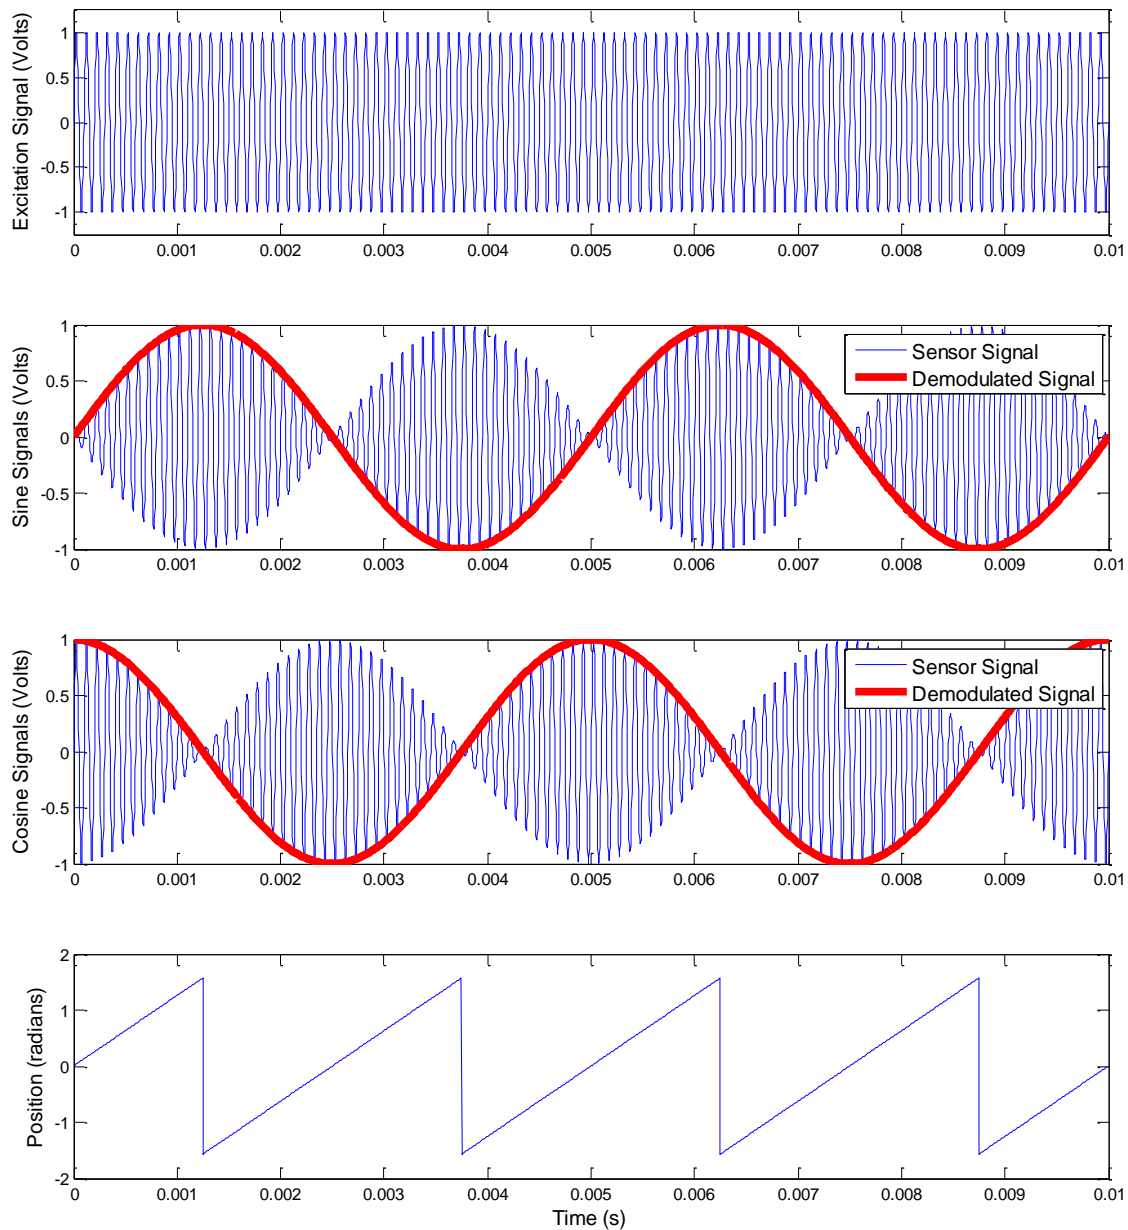 Excitation Signal (Volts)
1
0.5
0
-0.5
-1
0 0.001 0.002 0.003 0.004 0.005 0.006 0.007 0.008 0.009 0.01
Sine Signals (Volts)
1
0.5
0
-0.5
-1
Sensor Signal
Demodulated Signal
0 0.001 0.002 0.003 0.004 0.005 0.006 0.007 0.008 0.009 0.01
Cosine Signals (Volts)
1
0.5
0
-0.5
-1
Sensor Signal
Demodulated Signal
0 0.001 0.002 0.003 0.004 0.005 0.006 0.007 0.008 0.009 0.01
Position (radians)
2
1
0
-1
-2
0 0.001 0.002 0.003 0.004 0.005 0.006 0.007 0.008 0.009 0.01
Time (s)